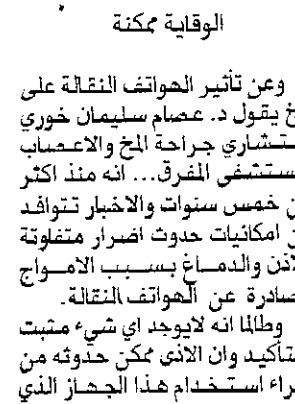 الوقاية ممكنة
وعن تأثير الهواتف النقالة على
خ يقول د. عصام سليمان خوري
ستشاري جراحة المخ والاعصاب
ستشفى المفرق... انه منذ اكثر
ن خمس سنوات والاخبار تتوافد
ن امكانيات حدوث اضرار متفاوتة
لاذن والدماغ بسبب الامواج
صادرة عن الهواتف النقالة.
وطالما انه لايوجد اي شيء مثبت
لتأكيد وان الاذى ممكن حدوثه من
راء استخدام هذا الجهاز الذي